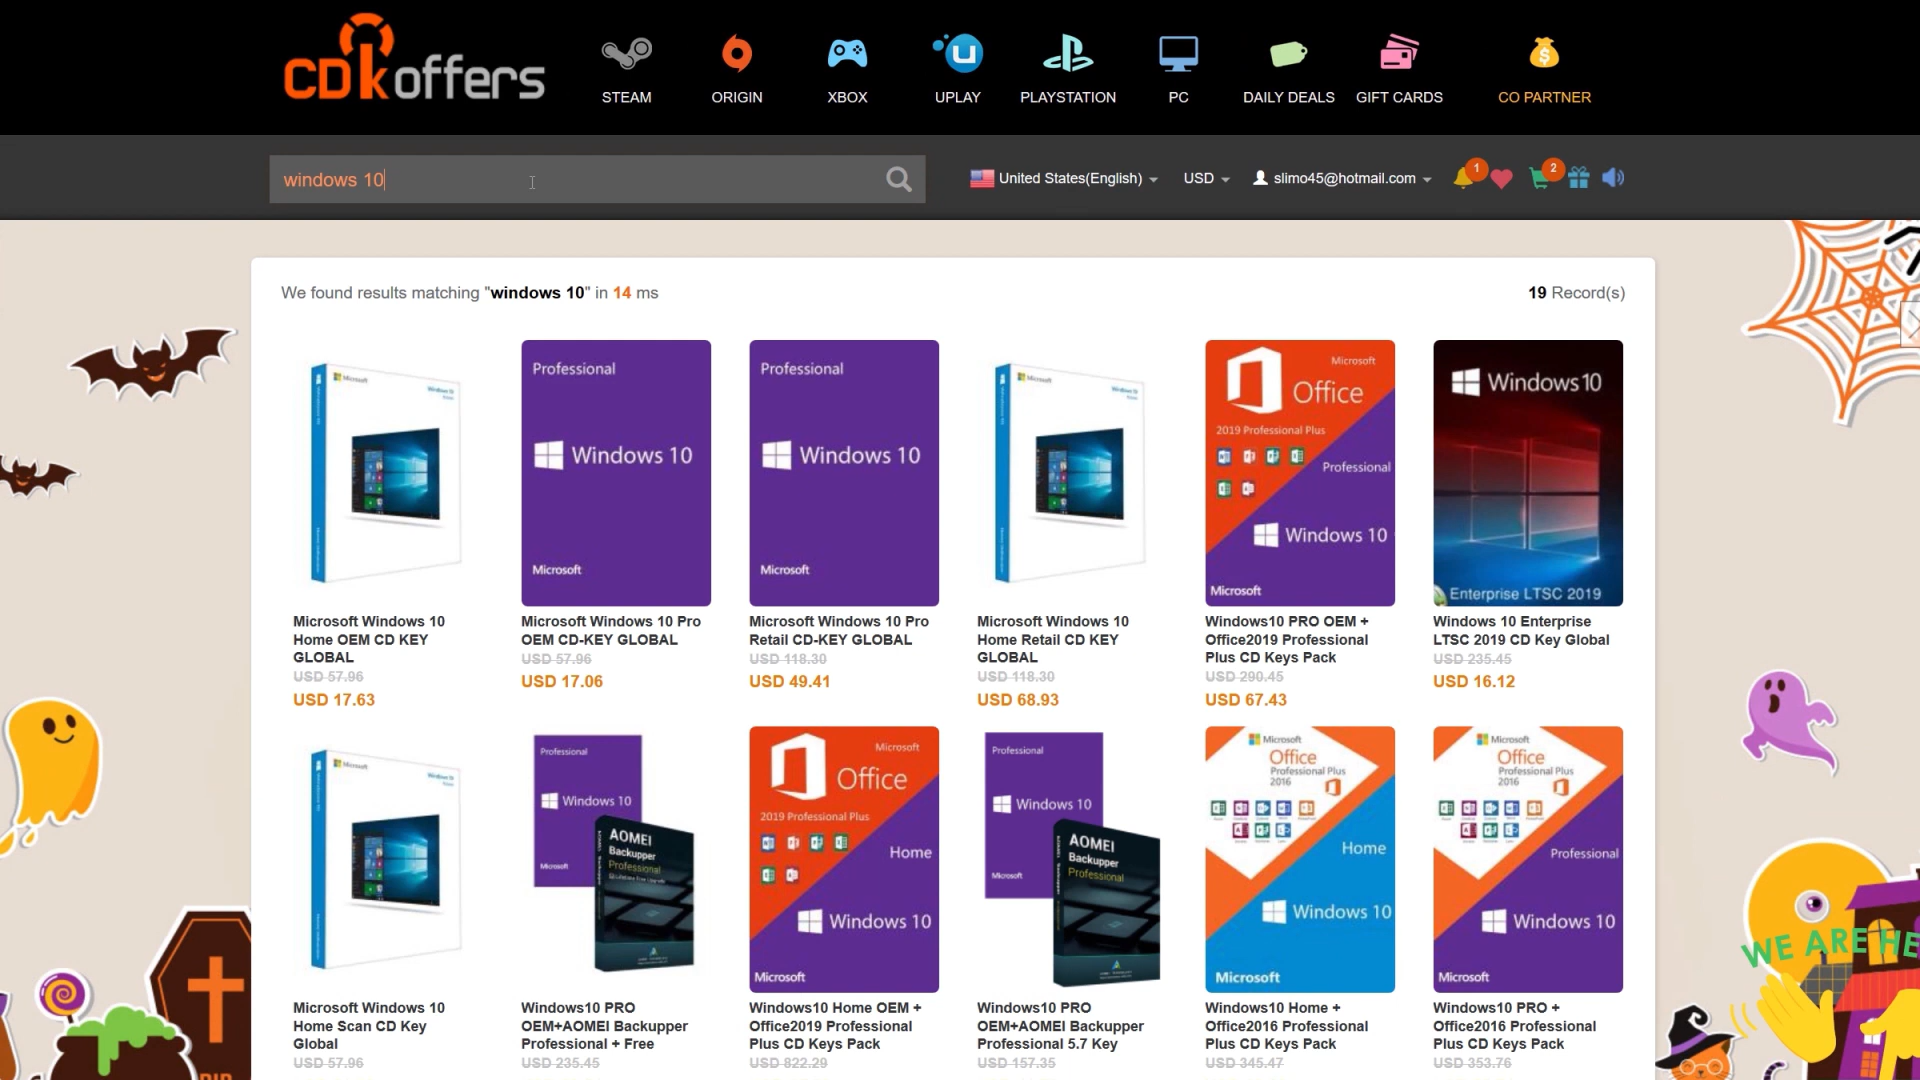 CDkoffers
STEAM
ORIGIN
XBOX
UPLAY
PLAYSTATION
PC
DAILY DEALS
GIFT CARDS
CO PARTNER
windows 10
United States(English)
USD
slimo45@hotmail.com
1
2
We found results matching "windows 10" in 14 ms
19 Record(s)
Microsoft
Windows 10
Professional
Windows 10
Microsoft
Professional
Windows 10
Microsoft
Microsoft
Windows 10
Microsoft
Office
2019 Professional Plus
Professional
Windows 10
Microsoft
Windows 10
Enterprise LTSC 2019
Microsoft Windows 10
Home OEM CD KEY
GLOBAL
USD 57.96
USD 17.63
Microsoft Windows 10 Pro
OEM CD-KEY GLOBAL
USD 57.96
USD 17.06
Microsoft Windows 10 Pro
Retail CD-KEY GLOBAL
USD 118.30
USD 49.41
Microsoft Windows 10
Home Retail CD KEY
GLOBAL
USD 118.30
USD 68.93
Windows10 PRO OEM +
Office2019 Professional
Plus CD Keys Pack
USD 290.45
USD 67.43
Windows 10 Enterprise
LTSC 2019 CD Key Global
USD 235.45
USD 16.12
Microsoft
Windows 10
Professional
Windows 10
Microsoft
AOMEI
Backupper
Professional
Microsoft
Office
2019 Professional Plus
Home
Windows 10
Microsoft
Professional
Windows 10
Microsoft
AOMEI
Backupper
Professional
Microsoft
Office
Professional Plus
2016
Home
Windows 10
Microsoft
Microsoft
Office
Professional Plus
2016
Professional
Windows 10
Microsoft
WE ARE HE
RIP
Microsoft Windows 10
Home Scan CD Key
Global
USD 57.96
Windows10 PRO
OEM+AOMEI Backupper
Professional + Free
USD 235.45
Windows10 Home OEM +
Office2019 Professional
Plus CD Keys Pack
USD 822.29
Windows10 PRO
OEM+AOMEI Backupper
Professional 5.7 Key
USD 157.35
Windows10 Home +
Office2016 Professional
Plus CD Keys Pack
USD 345.47
Windows10 PRO +
Office2016 Professional
Plus CD Keys Pack
USD 353.76